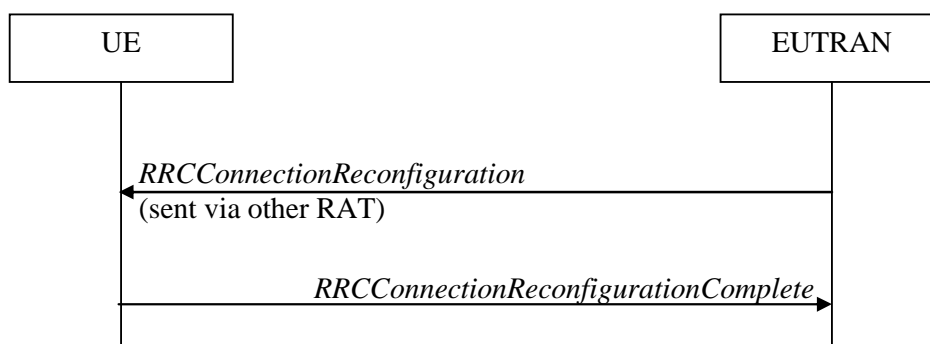 UE
EUTRAN
RRCConnectionReconfiguration
(sent via other RAT)
RRCConnectionReconfigurationComplete